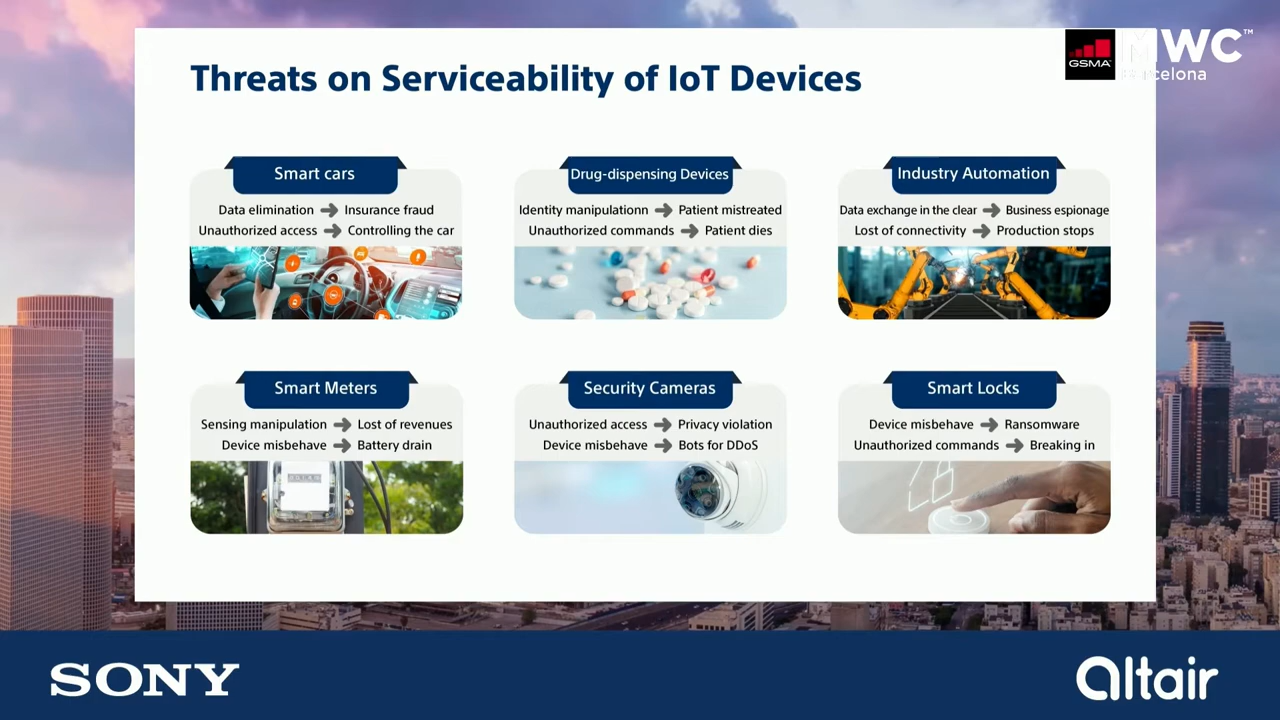 GSMA
MWC™
Barcelona
Threats on Serviceability of IoT Devices
Smart cars
Data elimination ➔ Insurance fraud
Unauthorized access ➔ Controlling the car
Drug-dispensing Devices
Identity manipulationn ➔ Patient mistreated
Unauthorized commands ➔ Patient dies
Industry Automation
Data exchange in the clear ➔ Business espionage
Lost of connectivity ➔ Production stops
Smart Meters
Sensing manipulation ➔ Lost of revenues
Device misbehave ➔ Battery drain
Security Cameras
Unauthorized access ➔ Privacy violation
Device misbehave ➔ Bots for DDoS
Smart Locks
Device misbehave ➔ Ransomware
Unauthorized commands ➔ Breaking in
SONY
altair